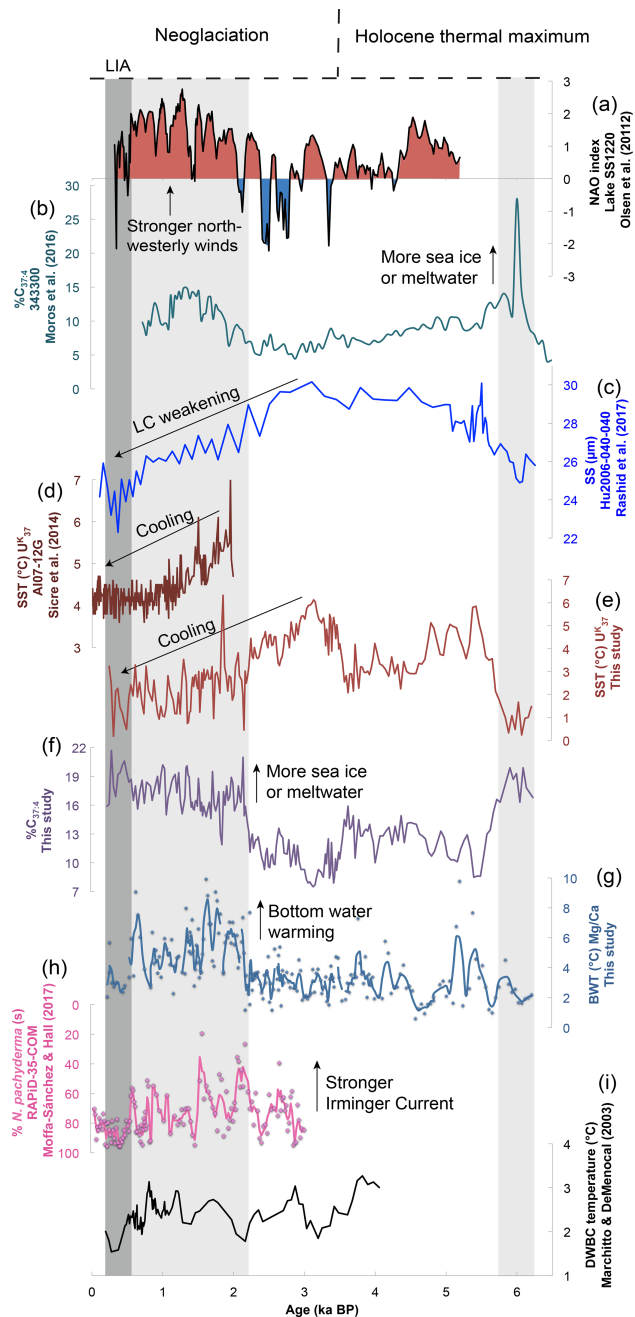 Neoglaciation
Holocene thermal maximum
LIA
3
2
1
0
-1
-2
-3
(a)
NAO index
Lake SS1220
Olsen et al. (20112)
Stronger north-
westerly winds
(b)
30
25
20
15
10
5
0
%C37:4
343300
Moros et al. (2016)
More sea ice
or meltwater
(c)
30
28
26
24
22
SS (µm)
Hu2006-040-040
Rashid et al. (2017)
LC weakening
(d)
7
6
5
4
3
SST (°C) UK37
AI07-12G
Sicre et al. (2014)
Cooling
(e)
7
6
5
4
3
2
1
0
SST (°C) UK37
This study
Cooling
(f)
22
19
16
13
10
7
%C37:4
This study
More sea ice
or meltwater
(g)
10
8
6
4
2
0
BWT (°C) Mg/Ca
This study
Bottom water
warming
(h)
0
20
40
60
80
100
% N. pachyderma (s)
RAPiD-35-COM
Moffa-Sánchez & Hall (2017)
Stronger
Irminger Current
(i)
4
3
2
1
DWBC temperature (°C)
Marchitto & DeMenocal (2003)
0 1 2 3 4 5 6
Age (ka BP)